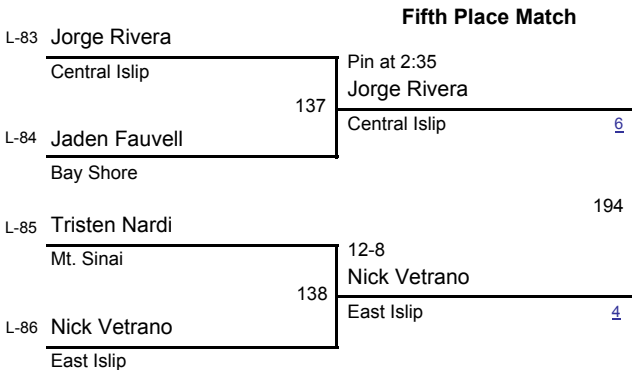 Fifth Place Match
L-83 Jorge Rivera
Central Islip
137
L-84 Jaden Fauvell
Bay Shore
Pin at 2:35
Jorge Rivera
Central Islip 6
194
L-85 Tristen Nardi
Mt. Sinai
138
L-86 Nick Vetrano
East Islip
12-8
Nick Vetrano
East Islip 4